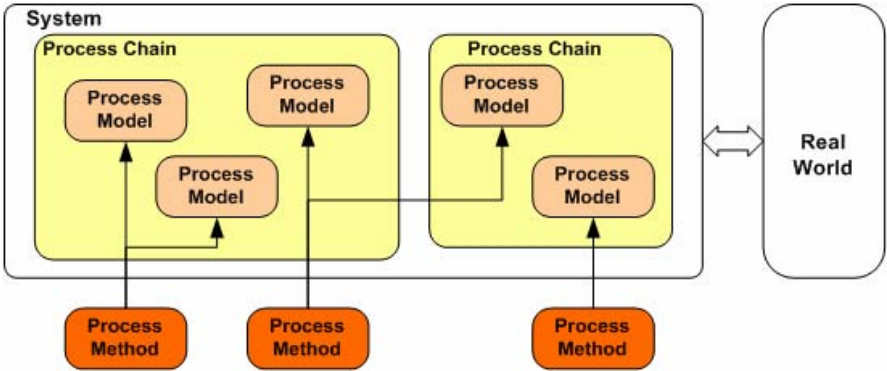 System
Process Chain
Process
Model
Process
Model
Process
Model
Process Chain
Process
Model
Process
Model
Real
World
Process
Method
Process
Method
Process
Method